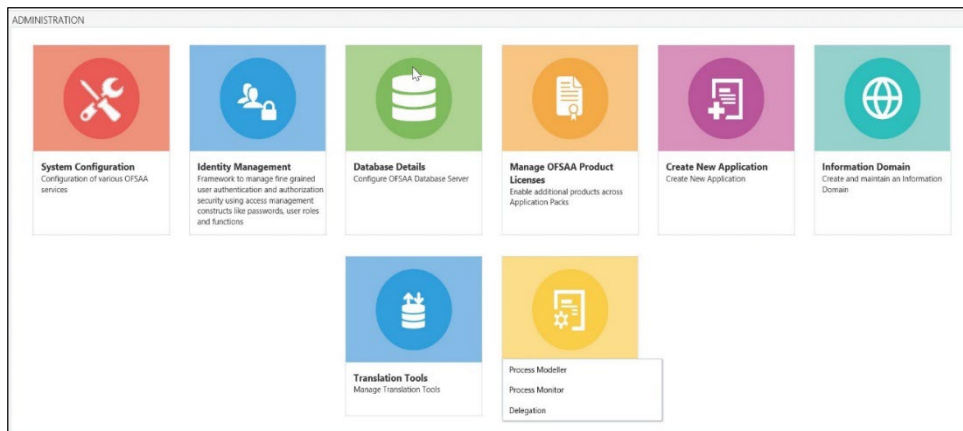 ADMINISTRATION
System Configuration
Configuration of various OFSAA
services
Identity Management
Framework to manage fine grained
user authentication and authorization
security using access management
constructs like passwords, user roles
and functions
Database Details
Configure OFSAA Database Server
Manage OFSAA Product
Licenses
Enable additional products across
Application Packs
Create New Application
Create New Application
Information Domain
Create and maintain an Information
Domain
Translation Tools
Manage Translation Tools
Process Modeller
Process Monitor
Delegation